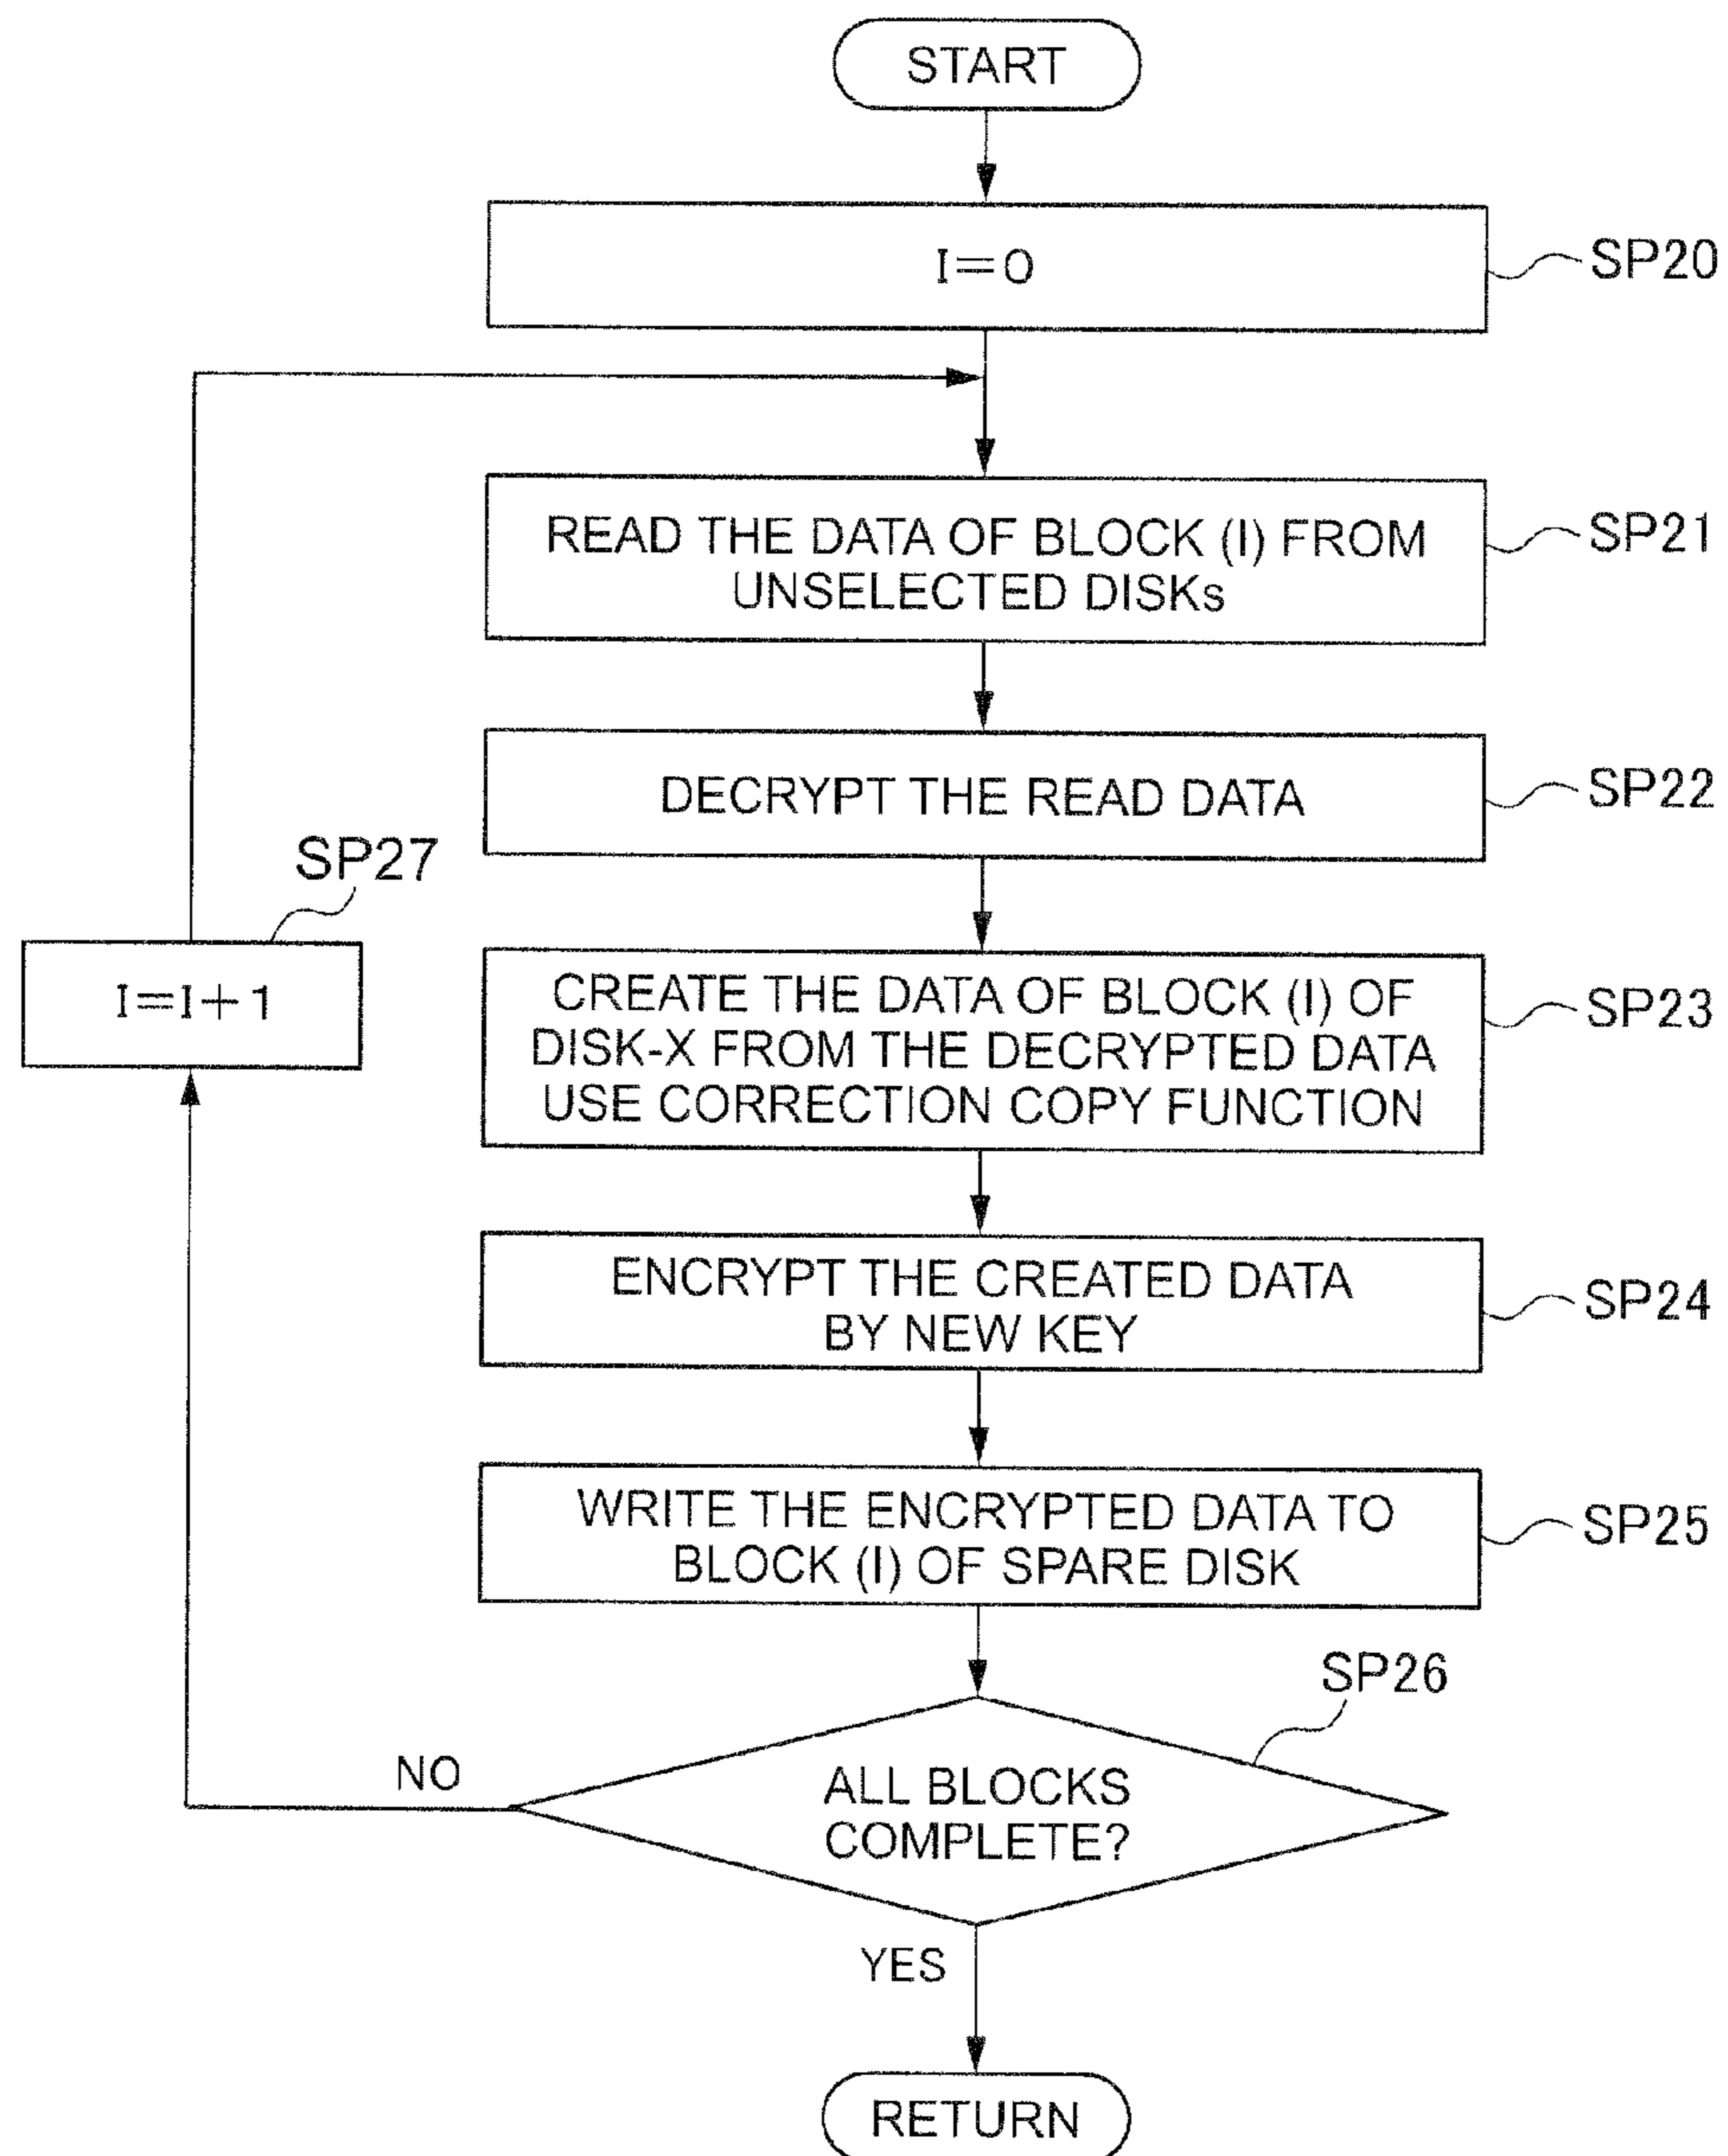 START
I=0
SP20
READ THE DATA OF BLOCK (I) FROM
UNSELECTED DISKs
SP21
DECRYPT THE READ DATA
SP22
SP27
I=I+1
CREATE THE DATA OF BLOCK (I) OF
DISK-X FROM THE DECRYPTED DATA
USE CORRECTION COPY FUNCTION
SP23
ENCRYPT THE CREATED DATA
BY NEW KEY
SP24
WRITE THE ENCRYPTED DATA TO
BLOCK (I) OF SPARE DISK
SP25
SP26
NO
ALL BLOCKS
COMPLETE?
YES
RETURN